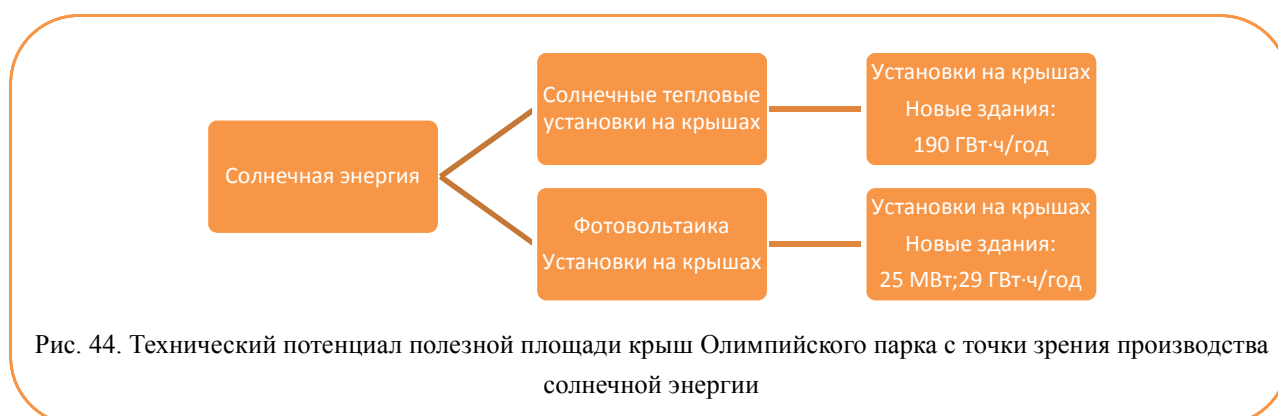 Солнечная энергия
Солнечные тепловые
установки на крышах
Установки на крышах
Новые здания:
190 ГВт·ч/год
Фотовольтаика
Установки на крышах
Установки на крышах
Новые здания:
25 МВт;29 ГВт·ч/год
Рис. 44. Технический потенциал полезной площади крыш Олимпийского парка с точки зрения производства
солнечной энергии